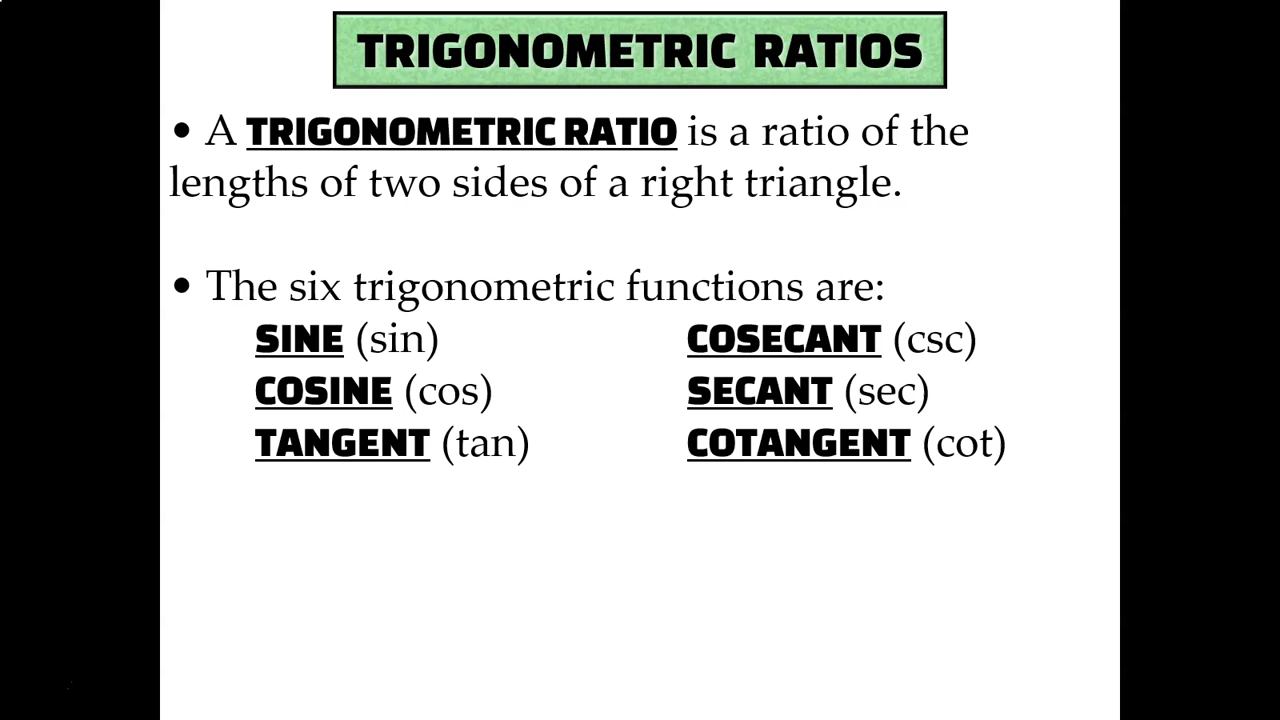 TRIGONOMETRIC RATIOS
• A TRIGONOMETRIC RATIO is a ratio of the
lengths of two sides of a right triangle.
• The six trigonometric functions are:
SINE (sin) COSECANT (csc)
COSINE (cos) SECANT (sec)
TANGENT (tan) COTANGENT (cot)